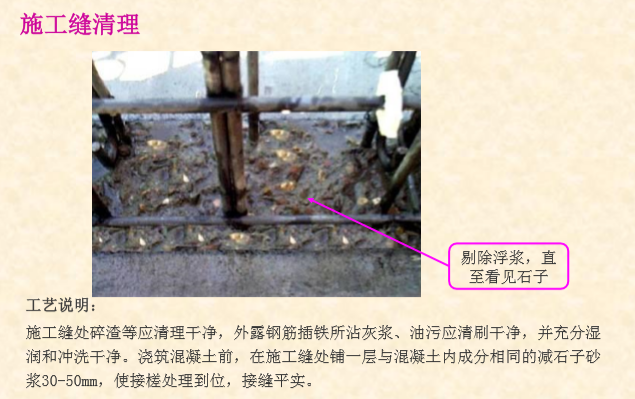 施工缝清理
剔除浮浆，直
至看见石子
工艺说明：
施工缝处碎渣等应清理干净，外露钢筋插铁所沾灰浆、油污应清刷干净，并充分湿
润和冲洗干净。浇筑混凝土前，在施工缝处铺一层与混凝土内成分相同的减石子砂
浆30-50mm，使接槎处理到位，接缝平实。